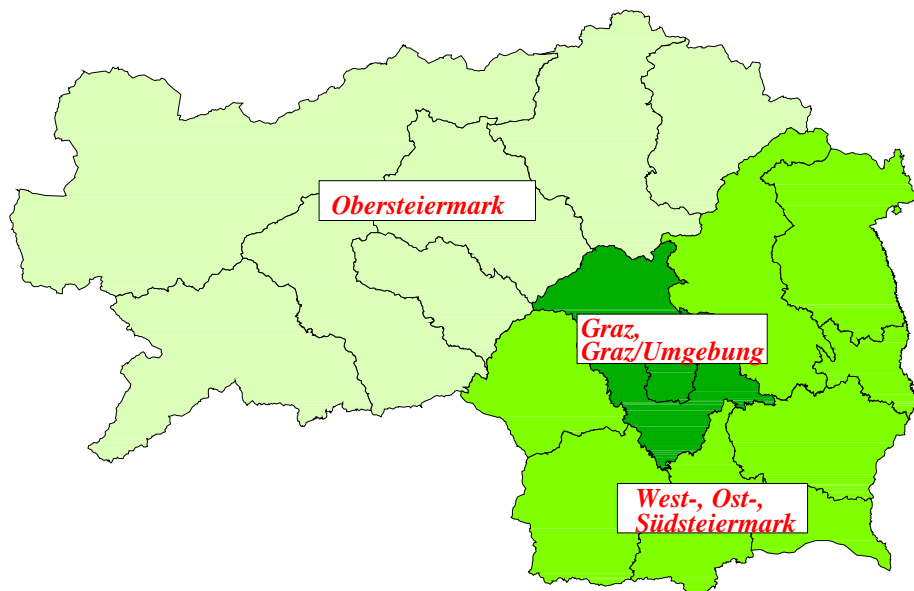 Obersteiermark
Graz,
Graz/Umgebung
West-, Ost-,
Südsteiermark